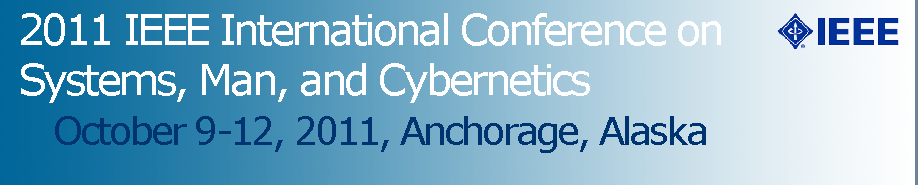 2011 IEEE International Conference on
Systems, Man, and Cybernetics
October 9-12, 2011, Anchorage, Alaska
IEEE